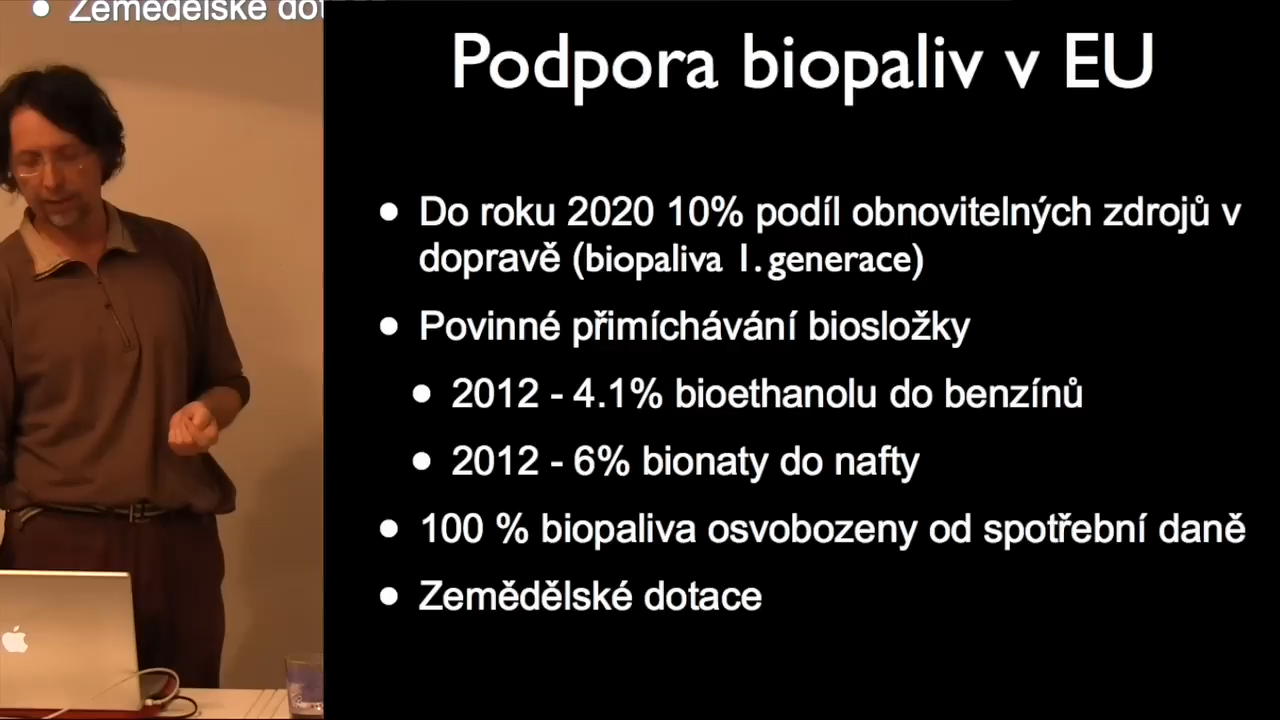 Zemědělské dot
Podpora biopaliv v EU
Do roku 2020 10% podíl obnovitelných zdrojů v
dopravě (biopaliva 1. generace)
Povinné přimíchávání biosložky
2012 - 4.1% bioethanolu do benzínů
2012 - 6% bionaty do nafty
100 % biopaliva osvobozeny od spotřební daně
Zemědělské dotace